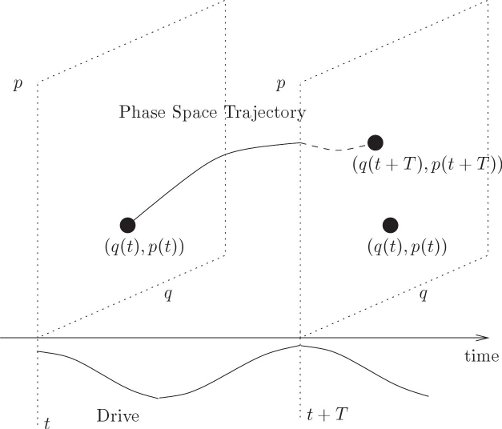 p
p
Phase Space Trajectory
(q(t + T), p(t + T))
(q(t), p(t))
(q(t), p(t))
q
q
time
Drive
t
t + T